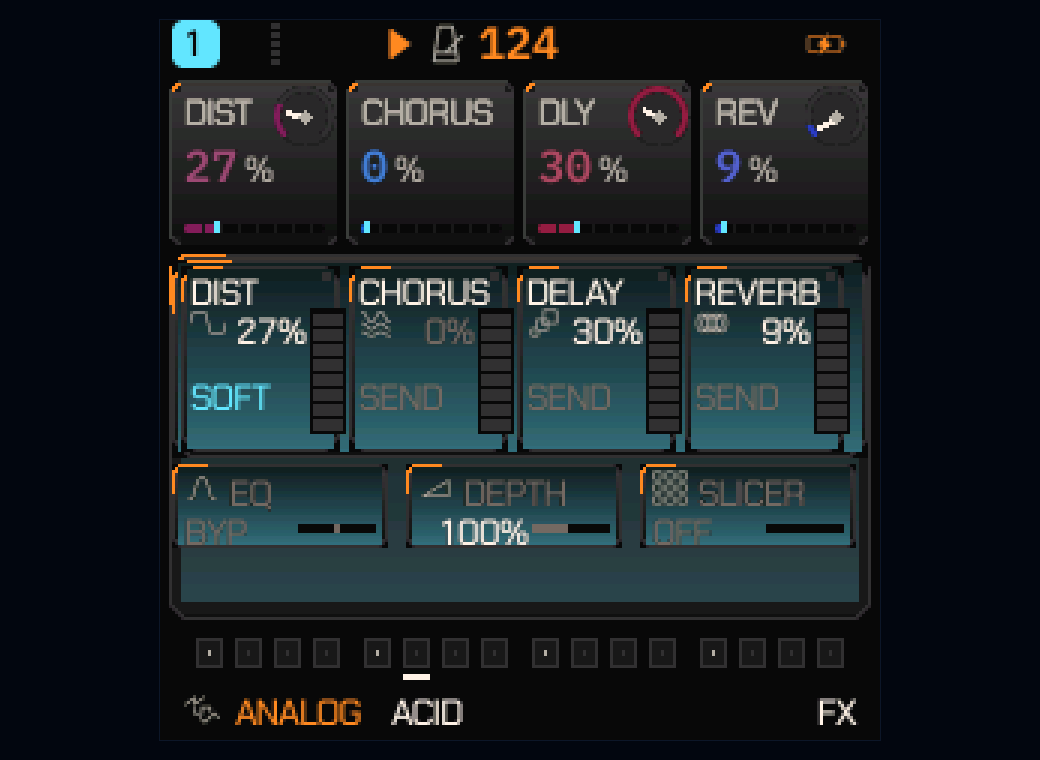 1 124
DIST CHORUS DLY REV
27 % 0 % 30 % 9 %
DIST CHORUS DELAY REVERB
27% 0% 30% 9%
SOFT SEND SEND SEND
EQ DEPTH SLICER
BYP 100% OFF
ANALOG ACID FX